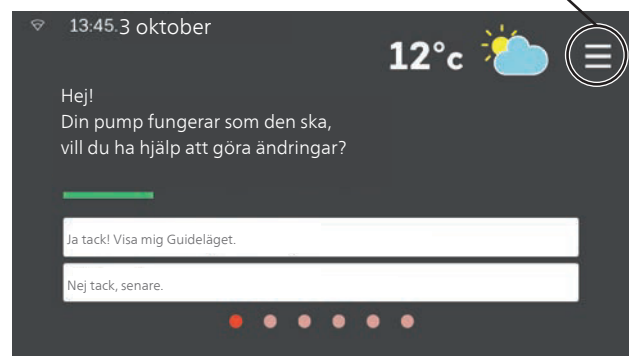 13:45. 3 oktober
12°c
Hej!
Din pump fungerar som den ska,
vill du ha hjälp att göra ändringar?
Ja tack! Visa mig Guideläget.
Nej tack, senare.